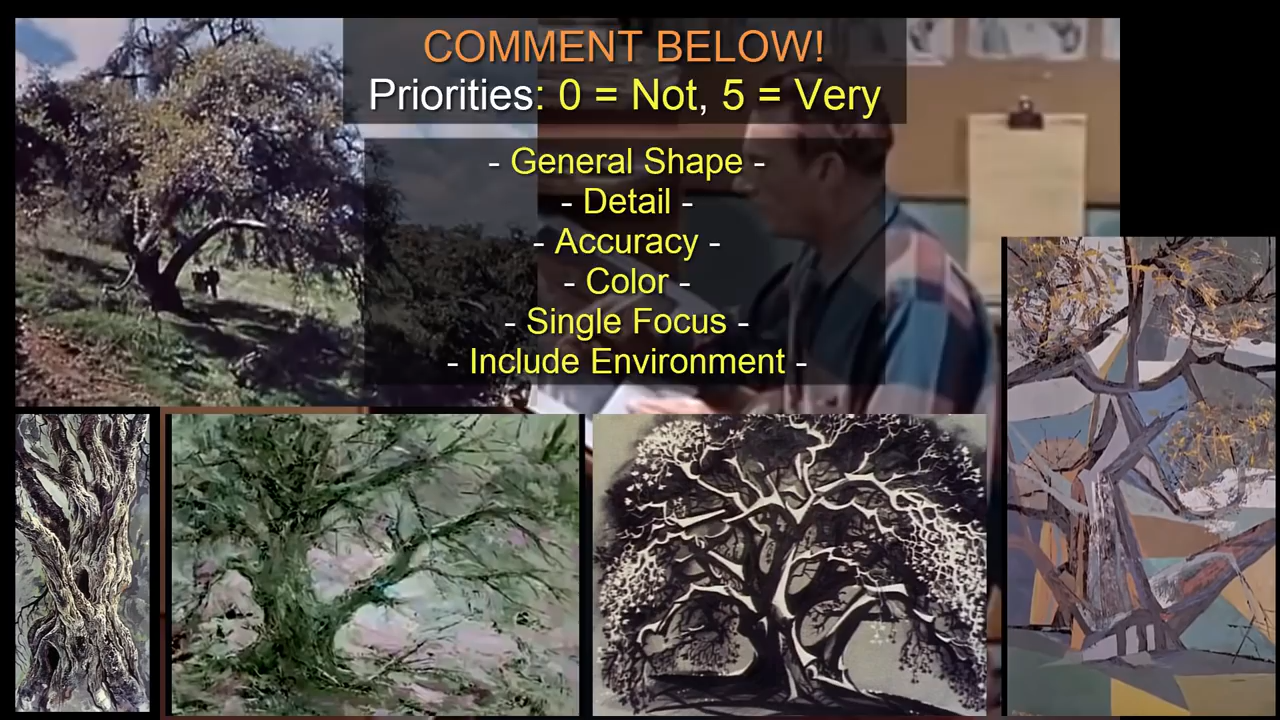 COMMENT BELOW!
Priorities: 0 = Not, 5 = Very
- General Shape -
- Detail -
- Accuracy -
- Color -
- Single Focus -
- Include Environment -